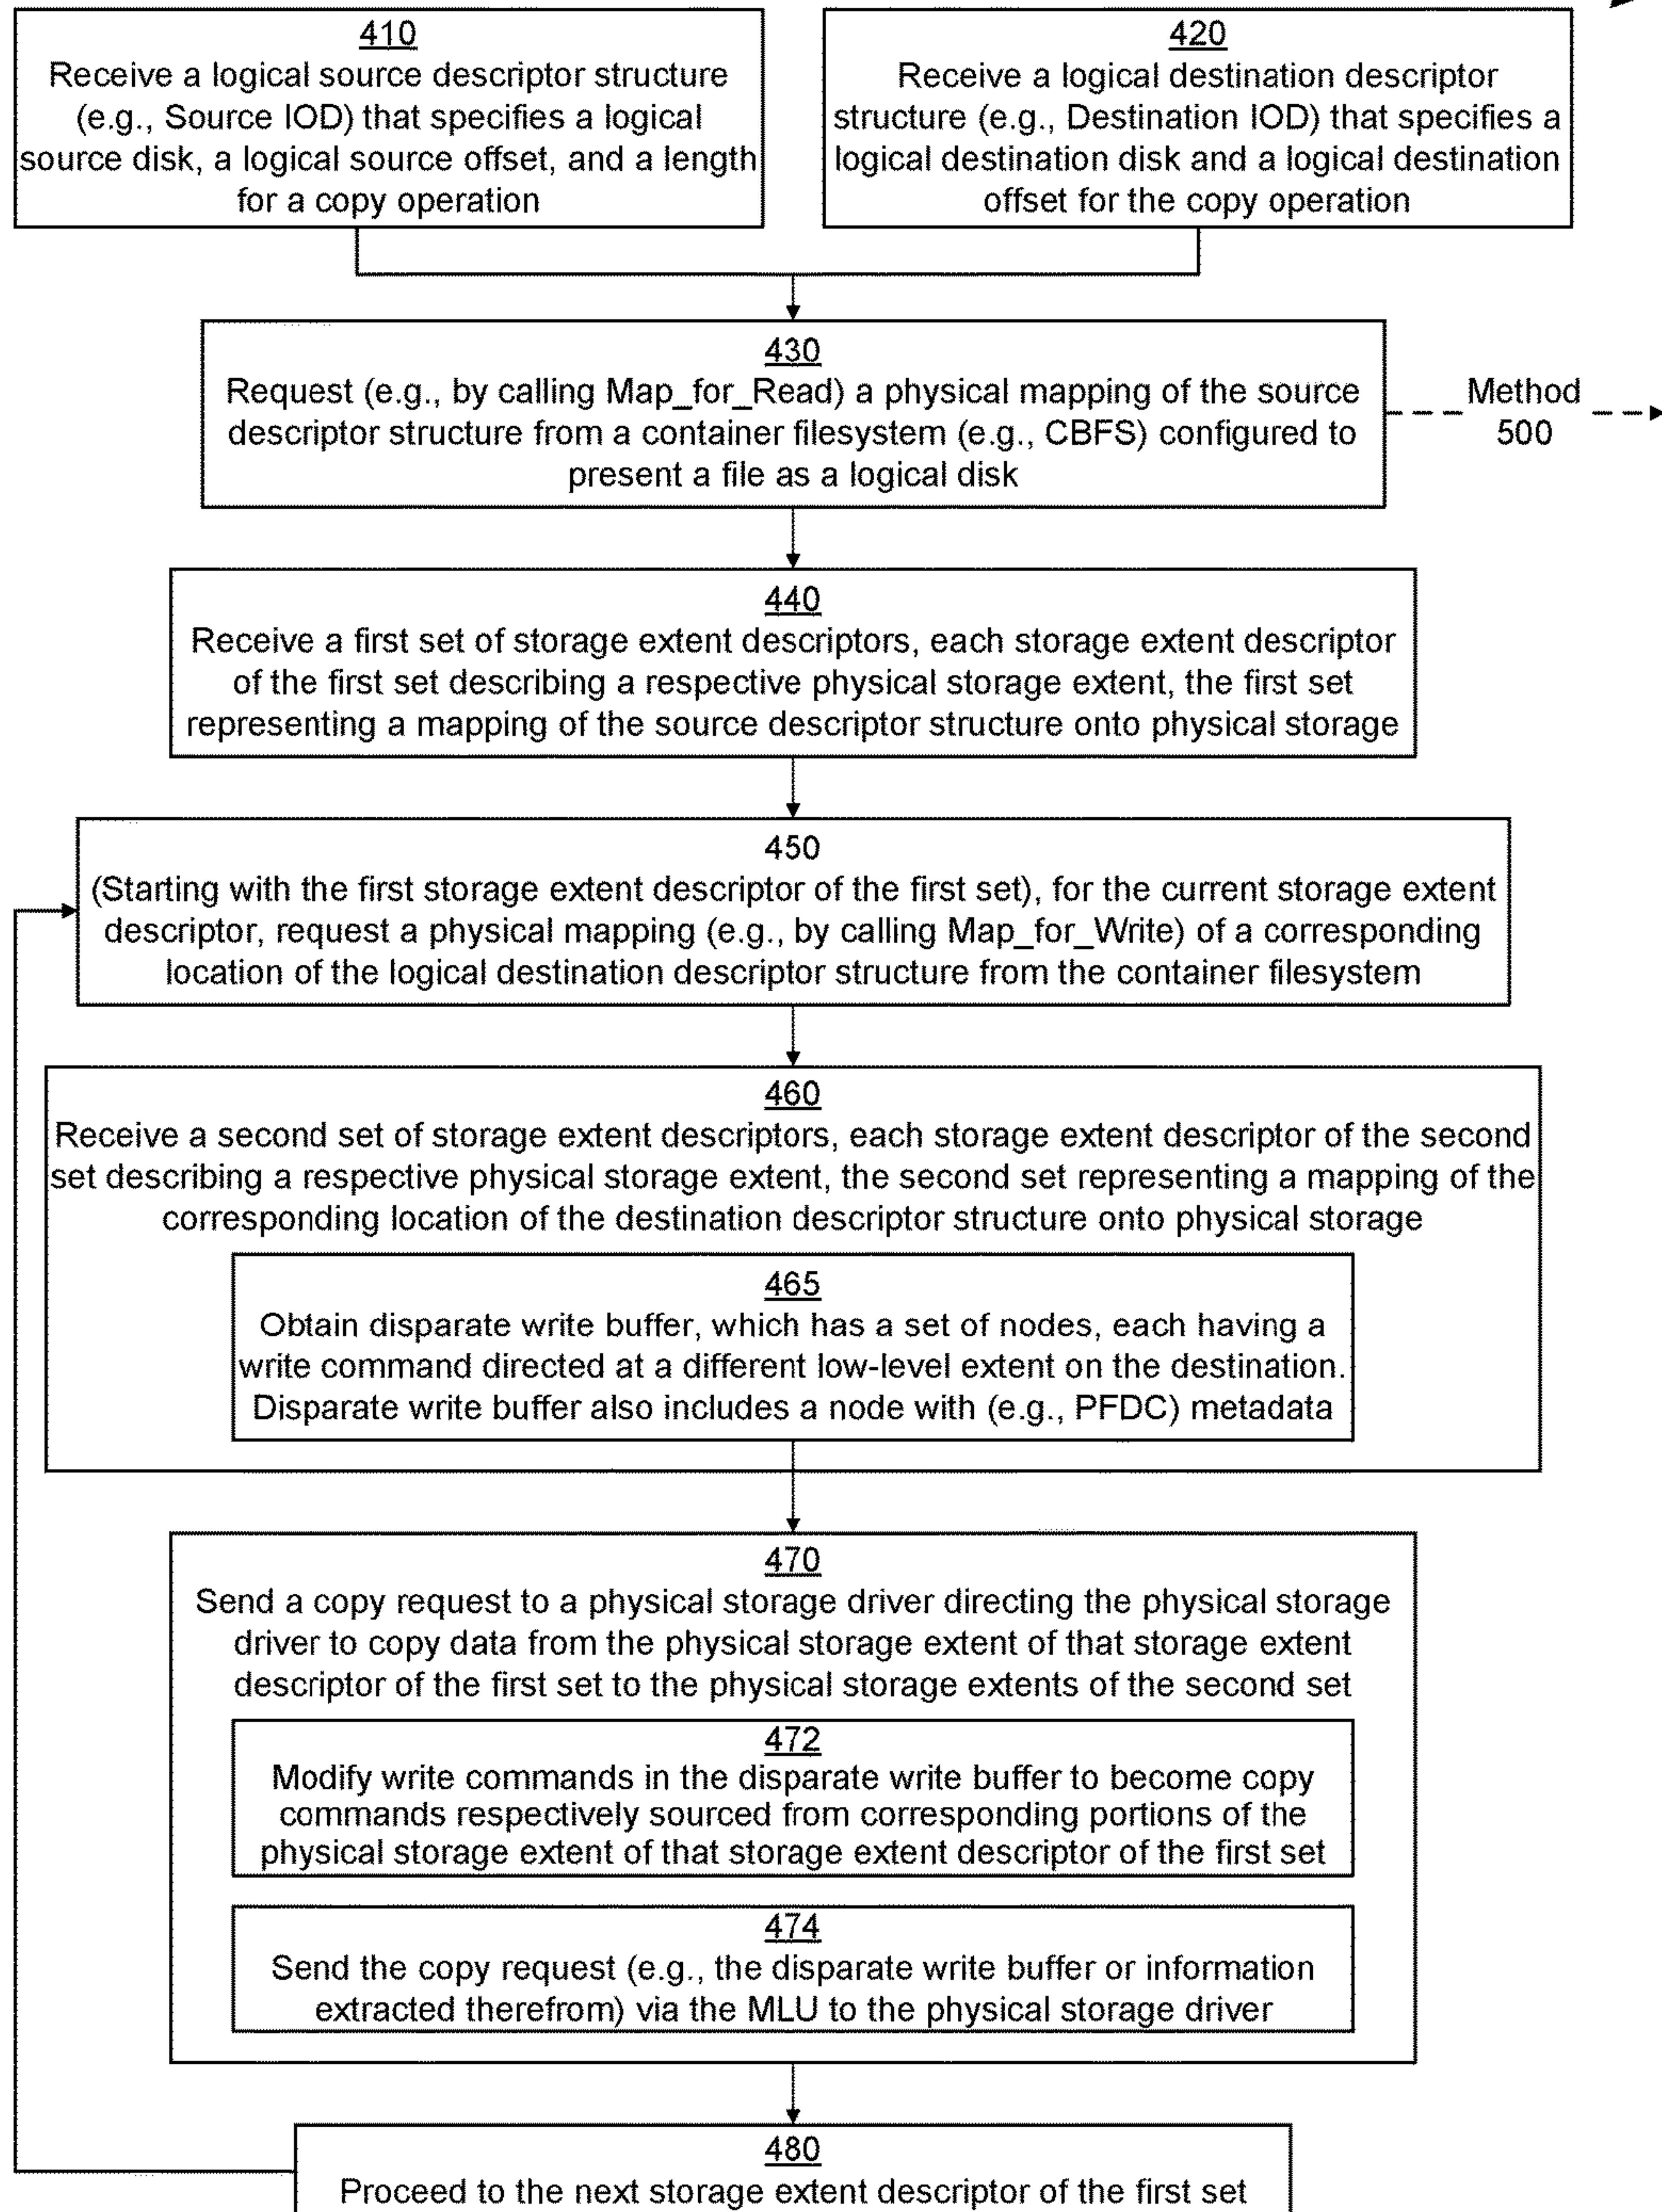 410
Receive a logical source descriptor structure
(e.g., Source IOD) that specifies a logical
source disk, a logical source offset, and a length
for a copy operation
420
Receive a logical destination descriptor
structure (e.g., Destination IOD) that specifies a
logical destination disk and a logical destination
offset for the copy operation
430
Request (e.g., by calling Map_for_Read) a physical mapping of the source
descriptor structure from a container filesystem (e.g., CBFS) configured to
present a file as a logical disk
Method
500
440
Receive a first set of storage extent descriptors, each storage extent descriptor
of the first set describing a respective physical storage extent, the first set
representing a mapping of the source descriptor structure onto physical storage
450
(Starting with the first storage extent descriptor of the first set), for the current storage extent
descriptor, request a physical mapping (e.g., by calling Map_for_Write) of a corresponding
location of the logical destination descriptor structure from the container filesystem
460
Receive a second set of storage extent descriptors, each storage extent descriptor of the second
set describing a respective physical storage extent, the second set representing a mapping of the
corresponding location of the destination descriptor structure onto physical storage
465
Obtain disparate write buffer, which has a set of nodes, each having a
write command directed at a different low-level extent on the destination.
Disparate write buffer also includes a node with (e.g., PFDC) metadata
470
Send a copy request to a physical storage driver directing the physical storage
driver to copy data from the physical storage extent of that storage extent
descriptor of the first set to the physical storage extents of the second set
472
Modify write commands in the disparate write buffer to become copy
commands respectively sourced from corresponding portions of the
physical storage extent of that storage extent descriptor of the first set
474
Send the copy request (e.g., the disparate write buffer or information
extracted therefrom) via the MLU to the physical storage driver
480
Proceed to the next storage extent descriptor of the first set